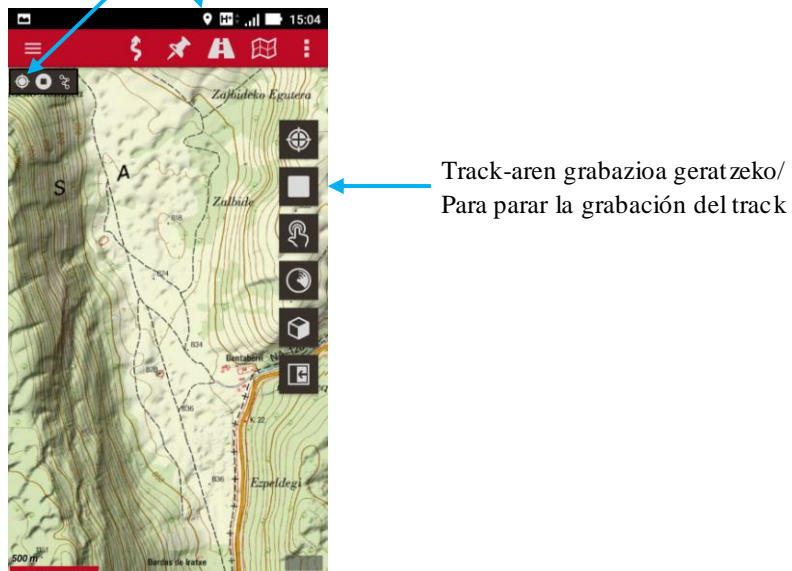 H+
15:04
Zalbideko Egutera
S
A
Zalbide
818
824
834
Bentaberri
836
K. 22
836
Ezpeldegi
500 m
Bardas de Iratxe
Track-aren grabazioa geratzeko/
Para parar la grabación del track